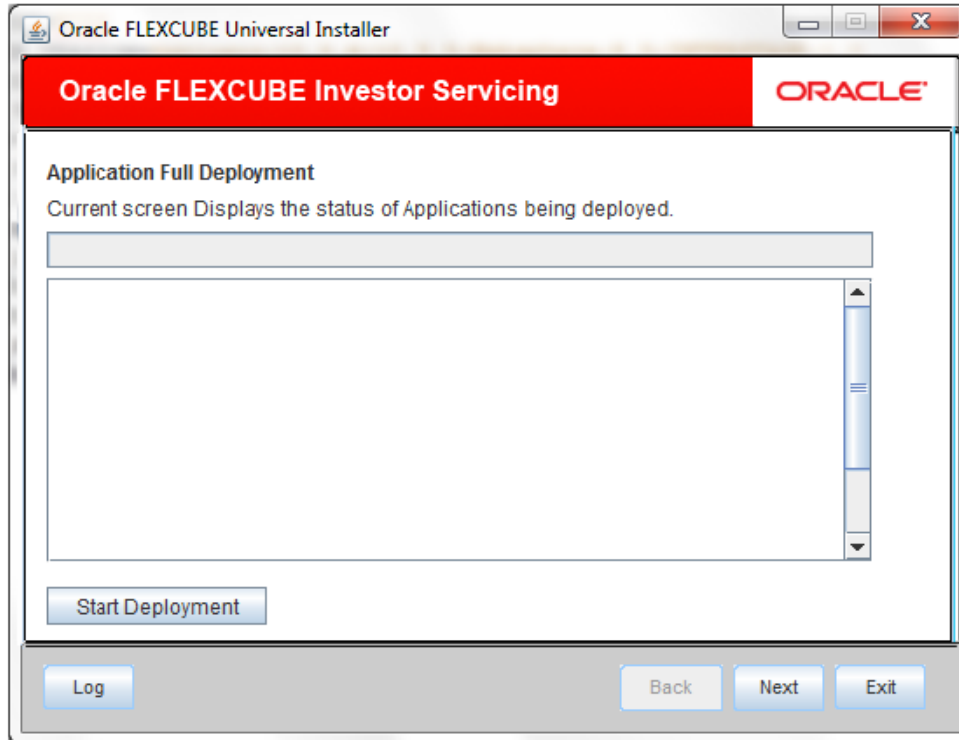 Oracle FLEXCUBE Universal Installer
Oracle FLEXCUBE Investor Servicing
ORACLE
Application Full Deployment
Current screen Displays the status of Applications being deployed.
Start Deployment
Log
Back
Next
Exit